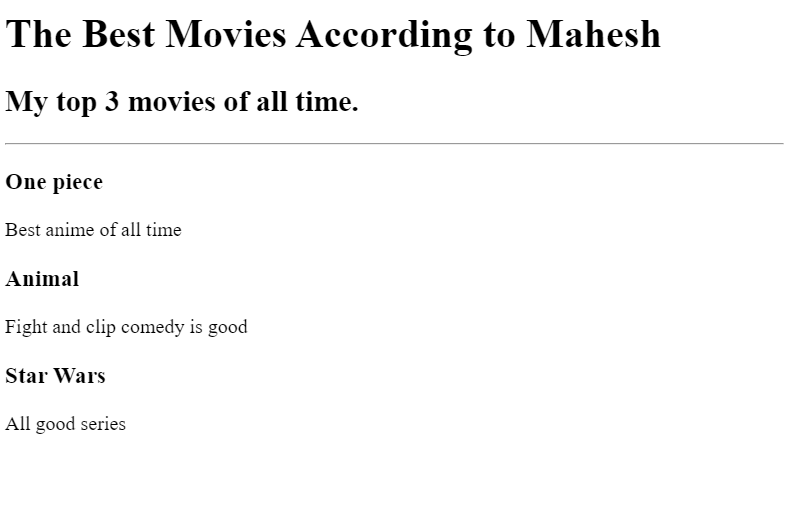 The Best Movies According to Mahesh
My top 3 movies of all time.
One piece
Best anime of all time
Animal
Fight and clip comedy is good
Star Wars
All good series